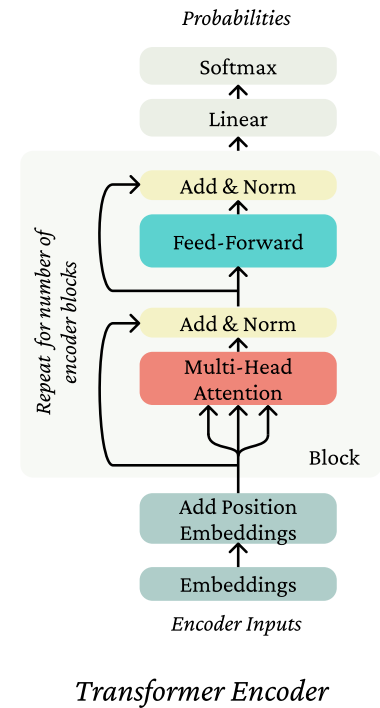 Probabilities
Softmax
Linear
Add & Norm
Feed-Forward
Repeat for number of
encoder blocks
Add & Norm
Multi-Head
Attention
Block
Add Position
Embeddings
Embeddings
Encoder Inputs
Transformer Encoder